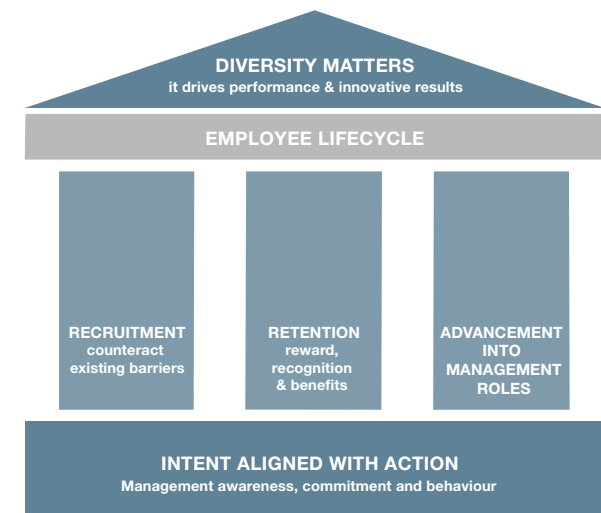 DIVERSITY MATTERS
it drives performance & innovative results
EMPLOYEE LIFECYCLE
RECRUITMENT
counteract
existing barriers
RETENTION
reward,
recognition
& benefits
ADVANCEMENT
INTO
MANAGEMENT
ROLES
INTENT ALIGNED WITH ACTION
Management awareness, commitment and behaviour